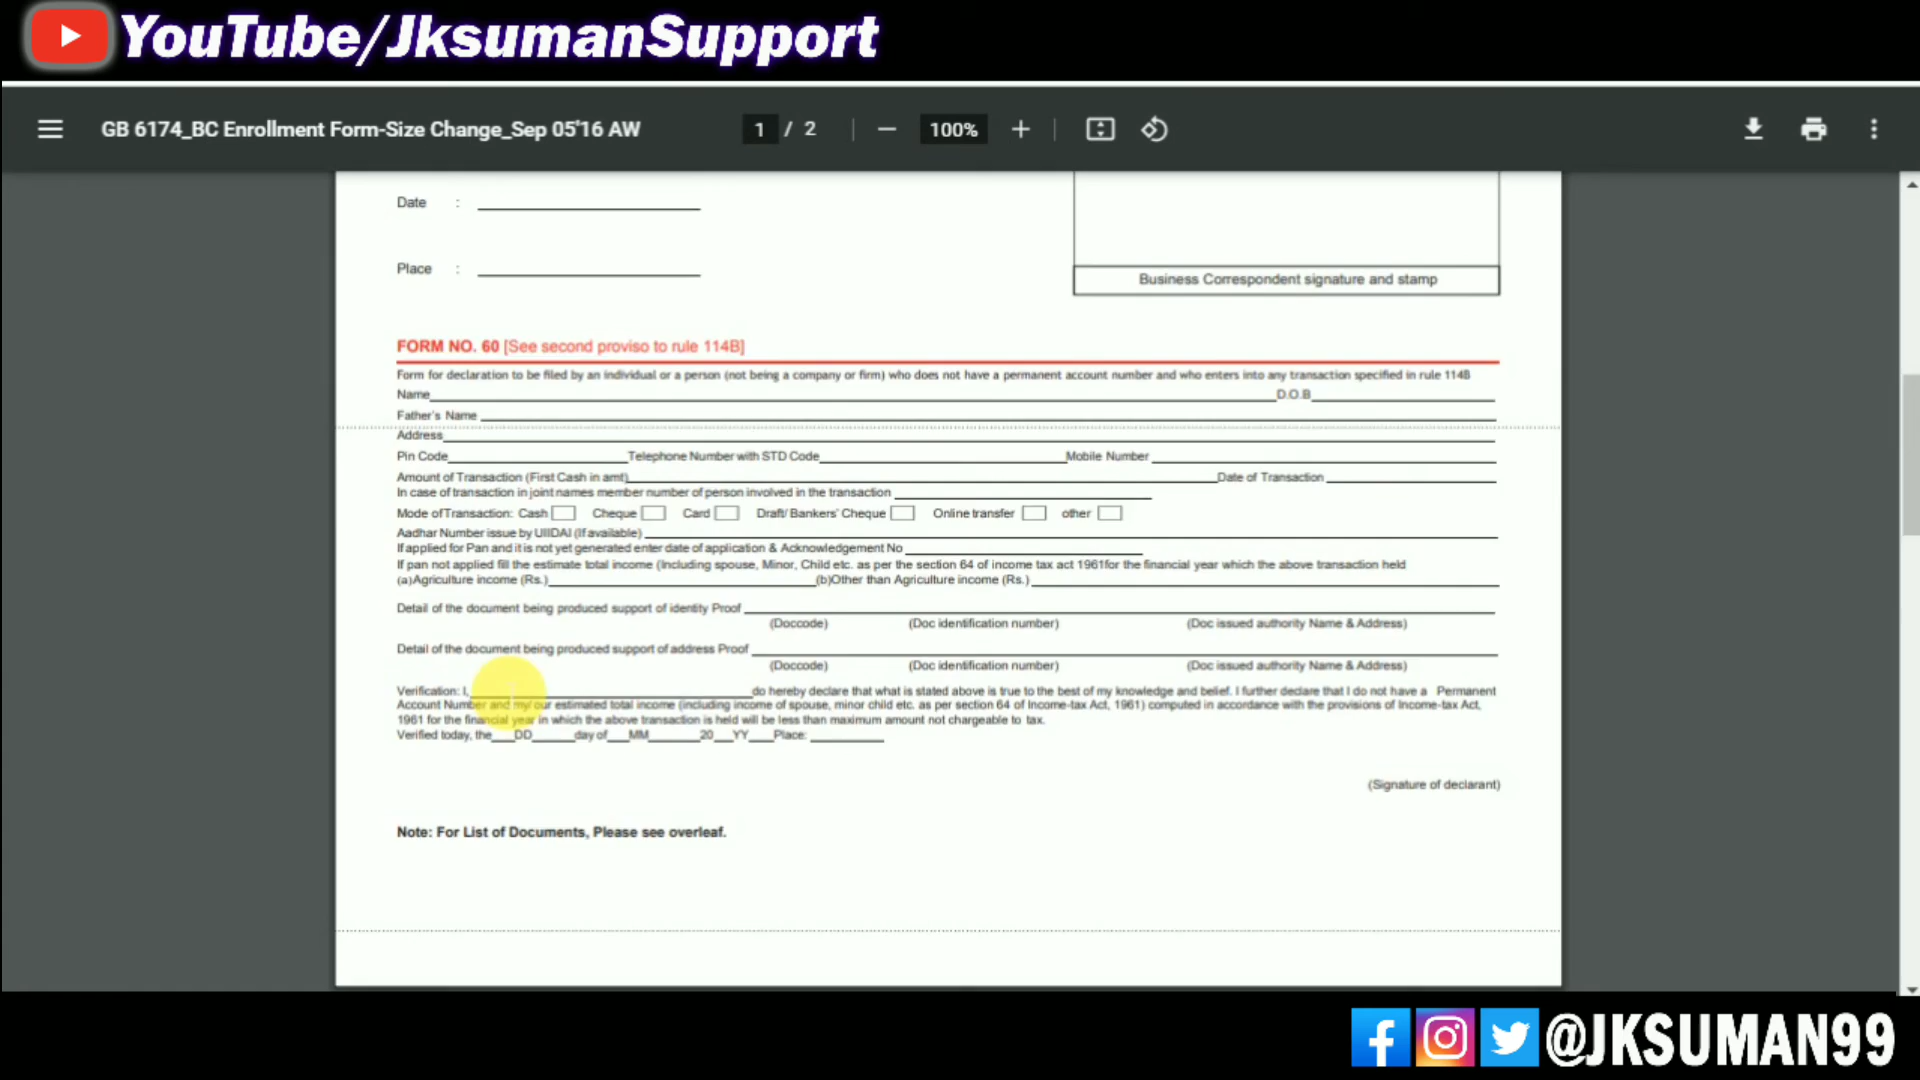 YouTube/JksumanSupport
GB 6174_BC Enrollment Form-Size Change_Sep 05'16 AW 1 / 2 100%
Date :
Place :
Business Correspondent signature and stamp
FORM NO. 60 [See second proviso to rule 114B]
Form for declaration to be filed by an individual or a person (not being a company or firm) who does not have a permanent account number and who enters into any transaction specified in rule 114B
Name D.O.B
Father's Name
Address
Pin Code Telephone Number with STD Code Mobile Number
Amount of Transaction (First Cash in amt) Date of Transaction
In case of transaction in joint names member number of person involved in the transaction
Mode of Transaction: Cash Cheque Card Draft/ Bankers' Cheque Online transfer other
Aadhar Number issue by UIIDAI (If available)
If applied for Pan and it is not yet generated enter date of application & Acknowledgement No
If pan not applied fill the estimate total income (Including spouse, Minor, Child etc. as per the section 64 of income tax act 1961for the financial year which the above transaction held
(a)Agriculture income (Rs.) (b)Other than Agriculture income (Rs.)
Detail of the document being produced support of identity Proof
(Doccode) (Doc identification number) (Doc issued authority Name & Address)
Detail of the document being produced support of address Proof
(Doccode) (Doc identification number) (Doc issued authority Name & Address)
Verification: I, do hereby declare that what is stated above is true to the best of my knowledge and belief. I further declare that I do not have a Permanent
Account Number and my/ our estimated total income (including income of spouse, minor child etc. as per section 64 of Income-tax Act, 1961) computed in accordance with the provisions of Income-tax Act,
1961 for the financial year in which the above transaction is held will be less than maximum amount not chargeable to tax.
Verified today, the DD day of MM 20 YY Place:
(Signature of declarant)
Note: For List of Documents, Please see overleaf.
@JKSUMAN99